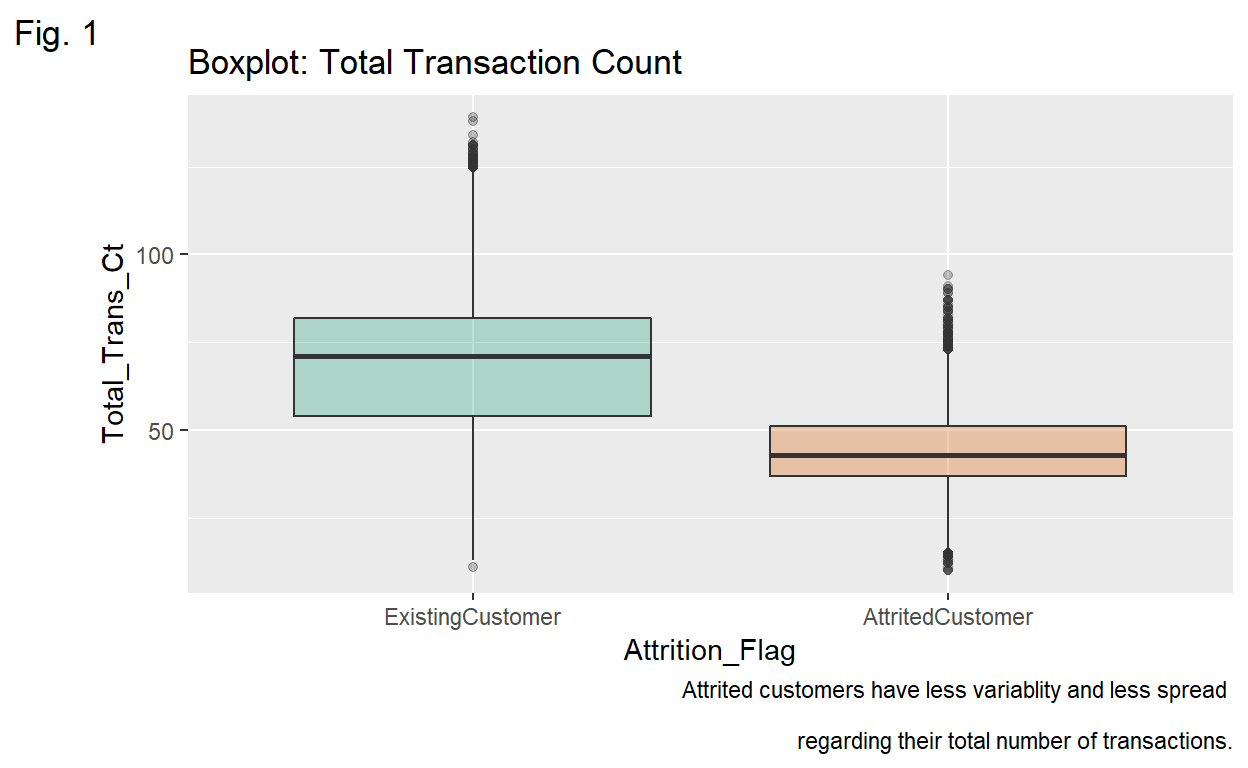 Fig. 1
Boxplot: Total Transaction Count
Total_Trans_Ct
100
50
ExistingCustomer
AttritedCustomer
Attrition_Flag
Attrited customers have less variablity and less spread
regarding their total number of transactions.